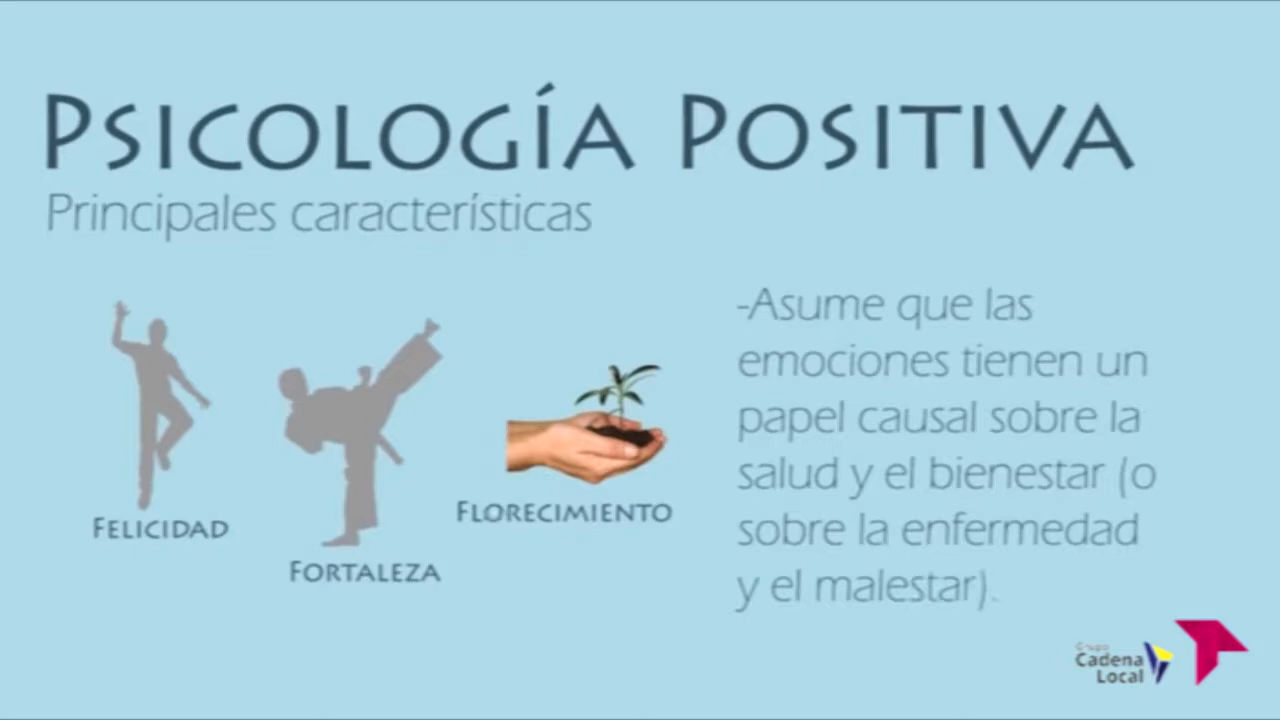 PSICOLOGÍA POSITIVA
Principales características
FELICIDAD
FORTALEZA
FLORECIMIENTO
-Asume que las
emociones tienen un
papel causal sobre la
salud y el bienestar (o
sobre la enfermedad
y el malestar).
Grupo
Cadena
Local